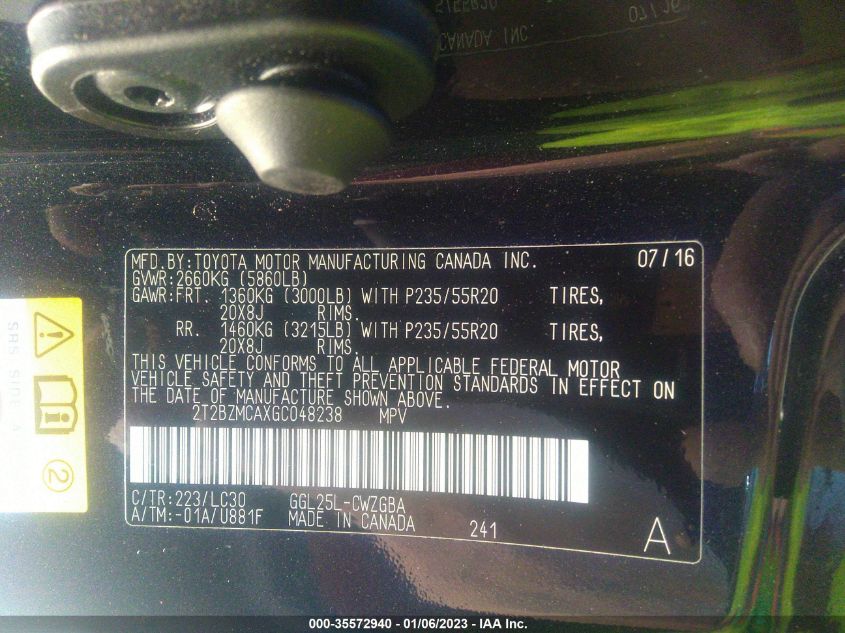 5/55R20
CANADA INC.
07/16
MFD. BY:TOYOTA MOTOR MANUFACTURING CANADA INC. 07/16
GVWR:2660KG (5860LB)
GAWR:FRT. 1360KG (3000LB) WITH P235/55R20 TIRES,
20X8J RIMS.
RR. 1460KG (3215LB) WITH P235/55R20 TIRES,
20X8J RIMS.
THIS VEHICLE CONFORMS TO ALL APPLICABLE FEDERAL MOTOR
VEHICLE SAFETY AND THEFT PREVENTION STANDARDS IN EFFECT ON
THE DATE OF MANUFACTURE SHOWN ABOVE.
2T2BZMCAXGC048238 MPV
C/TR:223/LC30 GGL25L-CWZGBA
A/TM:-01A/U881F MADE IN CANADA 241 A
SRS SIDE A
2
000-35572940 - 01/06/2023 - IAA Inc.